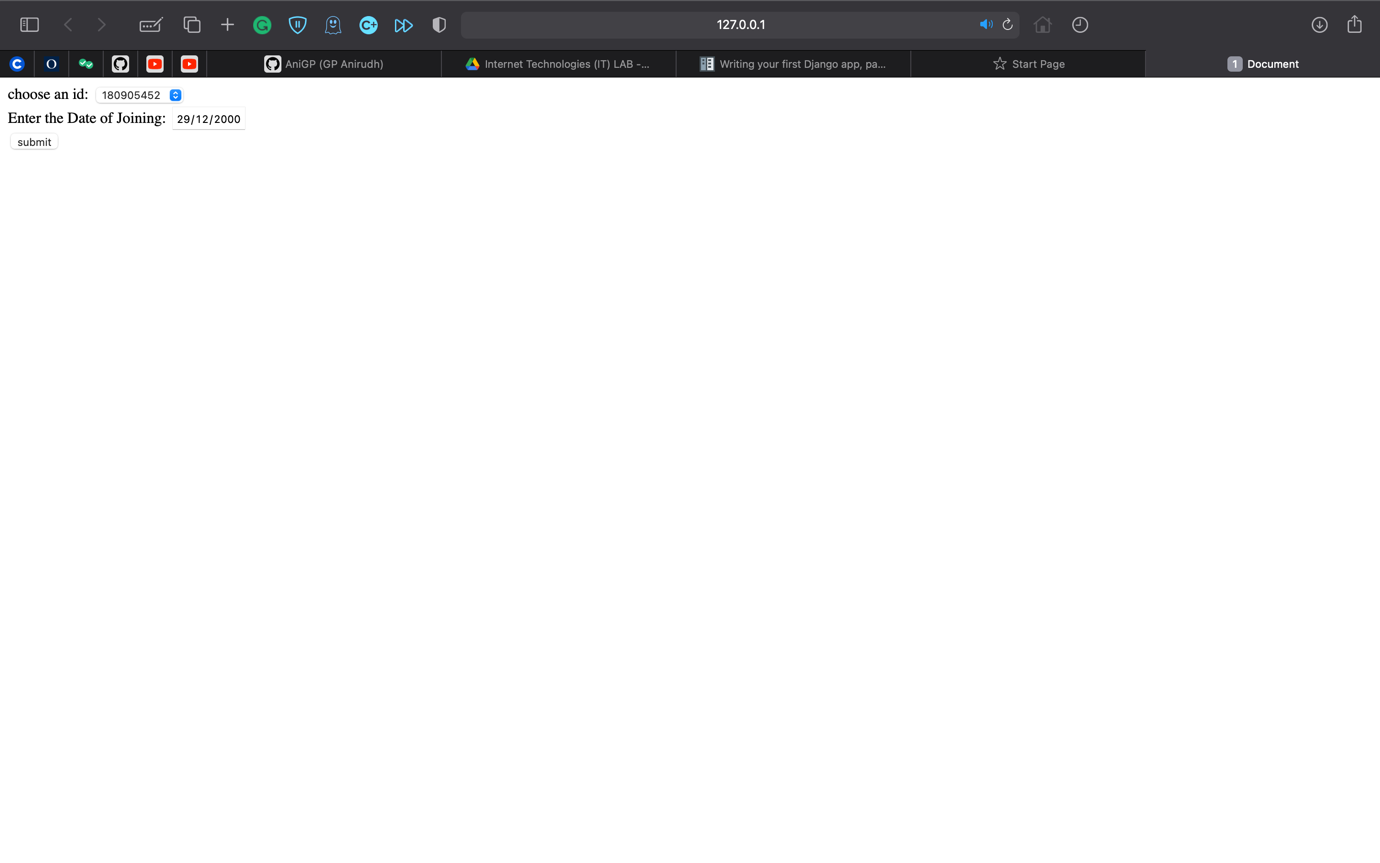 127.0.0.1
AniGP (GP Anirudh)
Internet Technologies (IT) LAB -...
Writing your first Django app, pa...
Start Page
1 Document
choose an id: 180905452
Enter the Date of Joining: 29/12/2000
submit